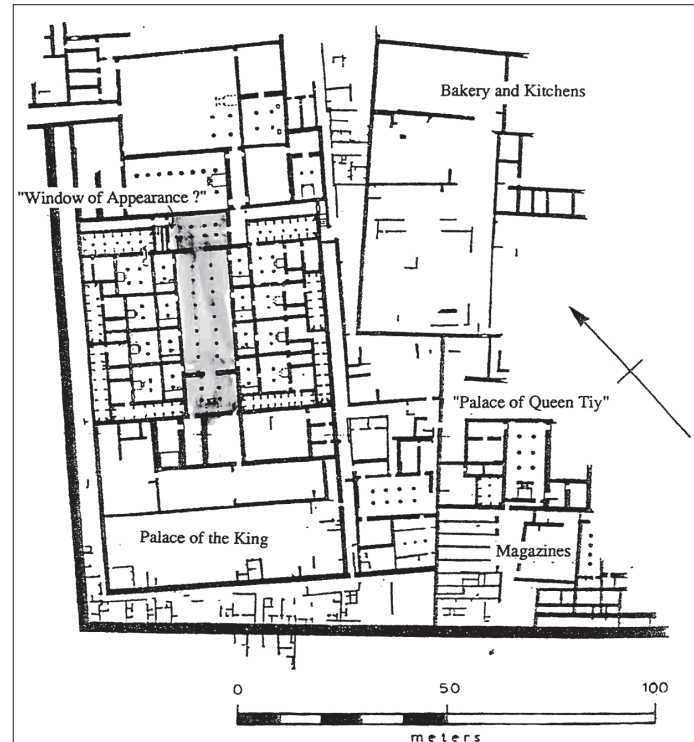 Bakery and Kitchens
"Window of Appearance ?"
"Palace of Queen Tiy"
Palace of the King
Magazines
0 50 100
meters